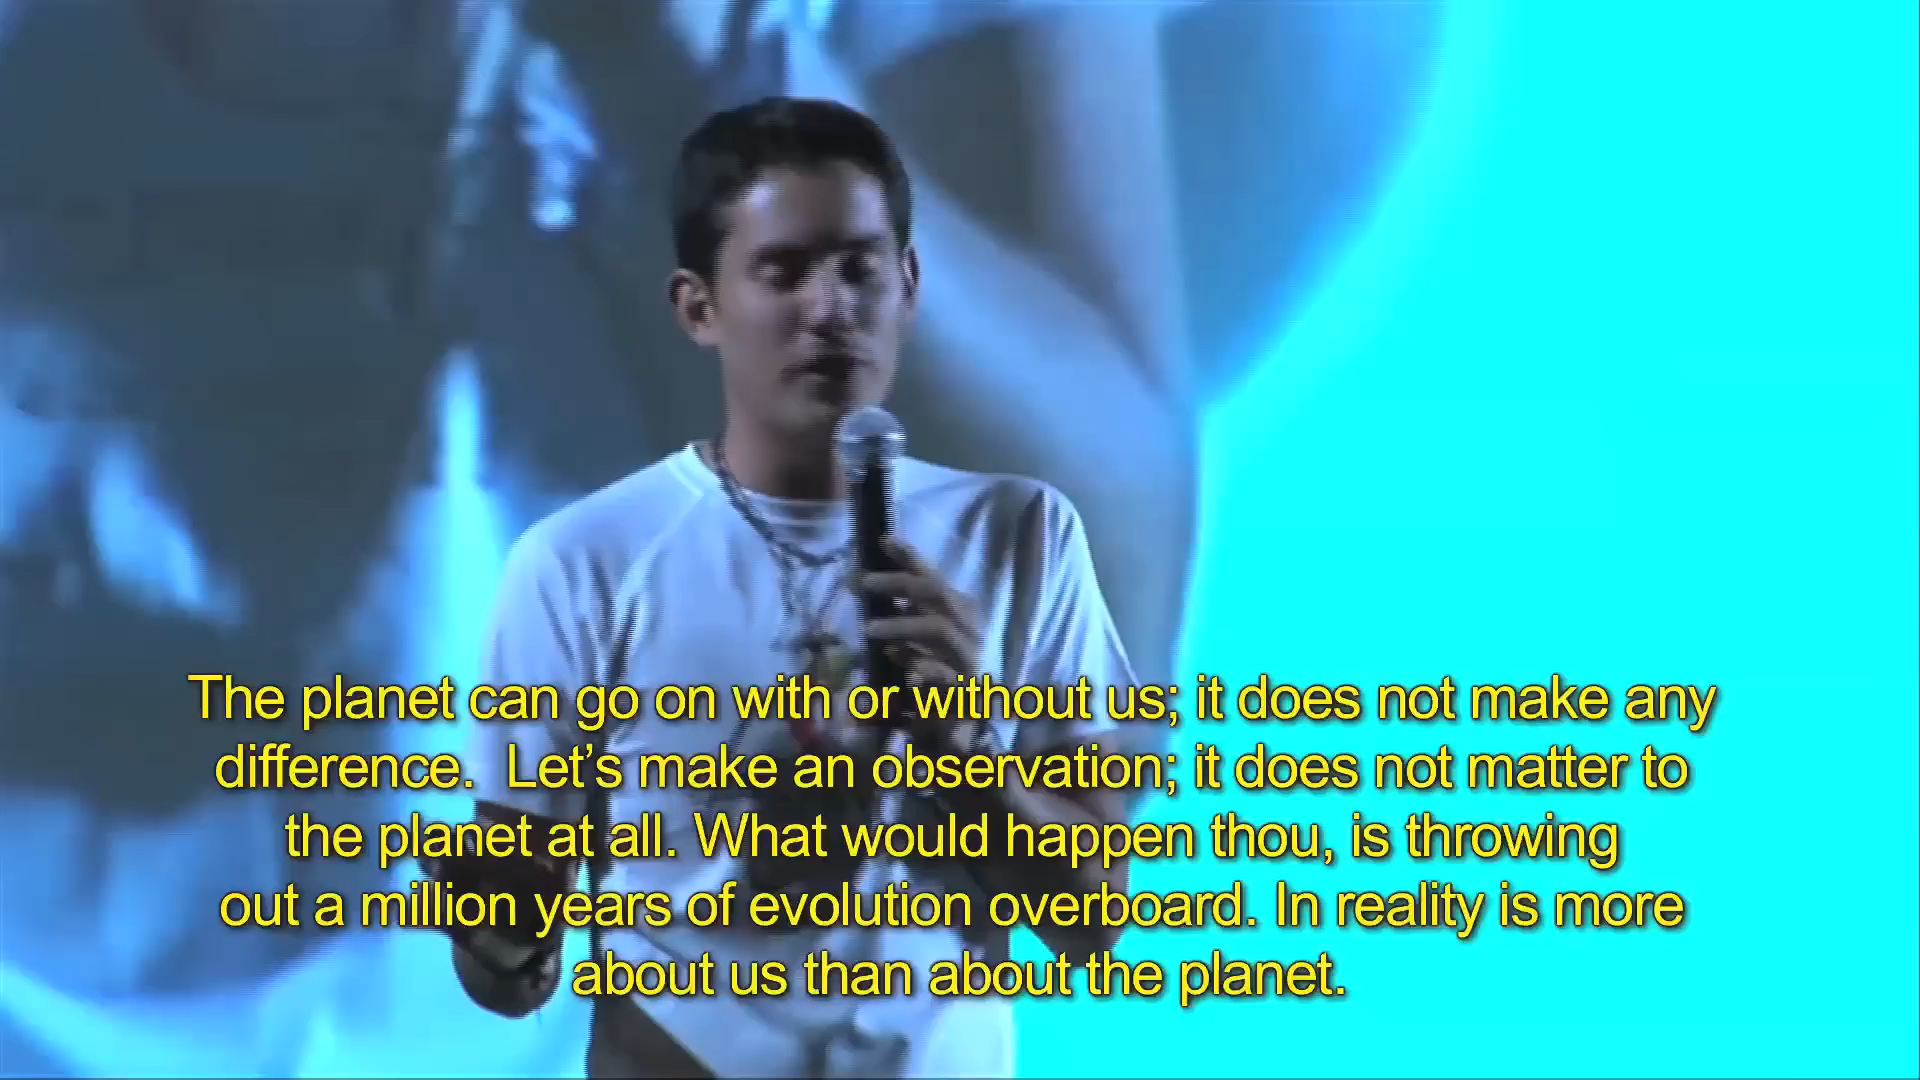 The planet can go on with or without us; it does not make any
difference.  Let’s make an observation; it does not matter to
the planet at all. What would happen thou, is throwing
out a million years of evolution overboard. In reality is more
about us than about the planet.